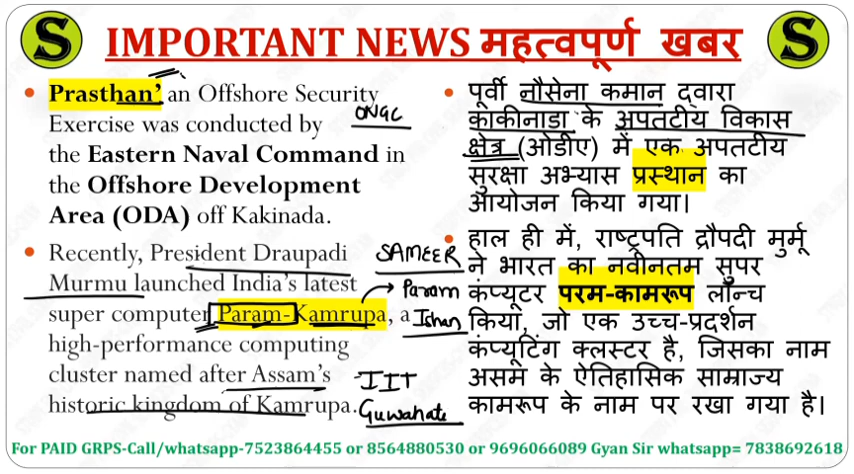 S IMPORTANT NEWS महत्वपूर्ण खबर S
• Prasthan’ an Offshore Security
Exercise was conducted by
ONGC
the Eastern Naval Command in
the Offshore Development
Area (ODA) off Kakinada.
• Recently, President Draupadi
Murmu launched India’s latest
super computer Param-Kamrupa, a
high-performance computing
cluster named after Assam’s
historic kingdom of Kamrupa.
SAMEER
Param
Ishan
IIT
Guwahati
• पूर्वी नौसेना कमान द्वारा
काकीनाडा के अपतटीय विकास
क्षेत्र (ओडीए) में एक अपतटीय
सुरक्षा अभ्यास प्रस्थान का
आयोजन किया गया।
• हाल ही में, राष्ट्रपति द्रौपदी मुर्मू
ने भारत का नवीनतम सुपर
कंप्यूटर परम-कामरूप लॉन्च
किया, जो एक उच्च-प्रदर्शन
कंप्यूटिंग क्लस्टर है, जिसका नाम
असम के ऐतिहासिक साम्राज्य
कामरूप के नाम पर रखा गया है।
For PAID GRPS-Call/whatsapp-7523864455 or 8564880530 or 9696066089 Gyan Sir whatsapp= 7838692618